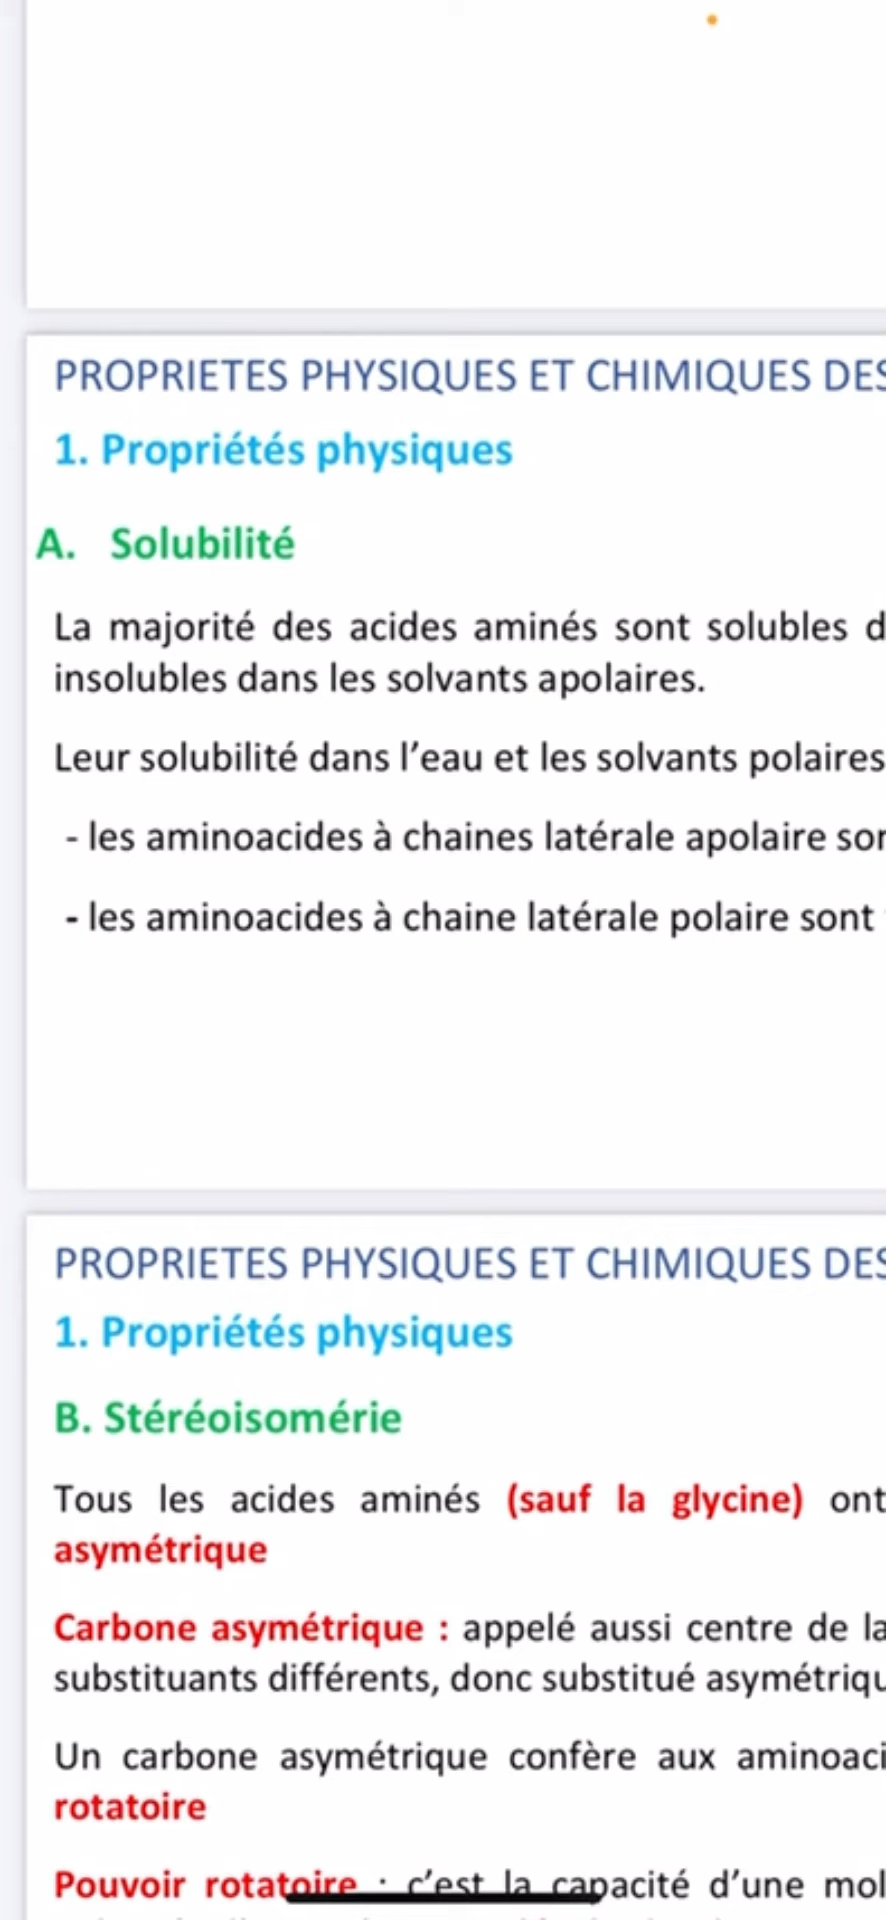 PROPRIETES PHYSIQUES ET CHIMIQUES DES
1. Propriétés physiques
A. Solubilité
La majorité des acides aminés sont solubles d
insolubles dans les solvants apolaires.
Leur solubilité dans l’eau et les solvants polaires
- les aminoacides à chaines latérale apolaire son
- les aminoacides à chaine latérale polaire sont
PROPRIETES PHYSIQUES ET CHIMIQUES DES
1. Propriétés physiques
B. Stéréoisomérie
Tous les acides aminés (sauf la glycine) ont
asymétrique
Carbone asymétrique : appelé aussi centre de la
substituants différents, donc substitué asymétriqu
Un carbone asymétrique confère aux aminoaci
rotatoire
Pouvoir rotatoire : c’est la capacité d’une mol